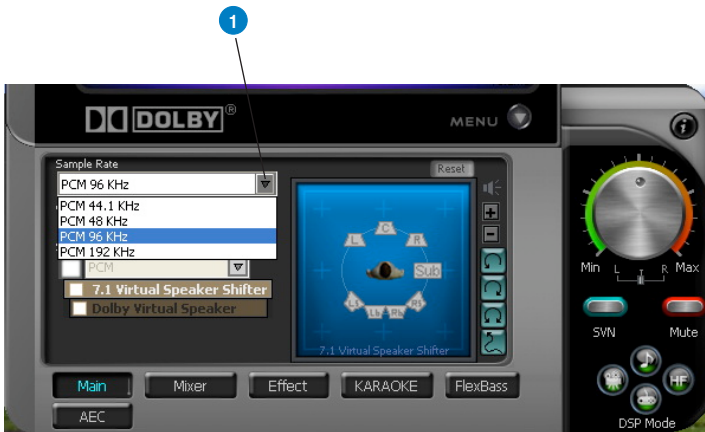 1
DOLBY®
MENU
i
Sample Rate
Reset
PCM 96 KHz
PCM 44.1 KHz
PCM 48 KHz
PCM 96 KHz
PCM 192 KHz
PCM
7.1 Virtual Speaker Shifter
Dolby Virtual Speaker
C
L R
Sub
Ls Rs
Lb Rb
7.1 Virtual Speaker Shifter
Min L R Max
SVN Mute
HF
DSP Mode
Main Mixer Effect KARAOKE FlexBass
AEC